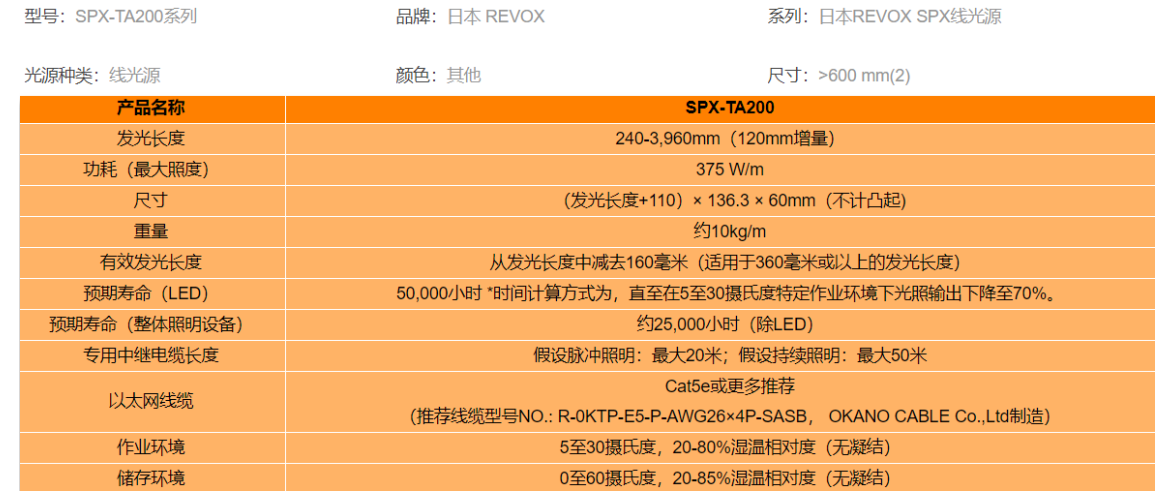 型号：SPX-TA200系列 品牌：日本 REVOX 系列：日本REVOX SPX线光源
光源种类：线光源 颜色：其他 尺寸：>600 mm(2)
产品名称 SPX-TA200
发光长度 240-3,960mm（120mm增量）
功耗（最大照度） 375 W/m
尺寸 （发光长度+110）× 136.3 × 60mm（不计凸起)
重量 约10kg/m
有效发光长度 从发光长度中减去160毫米（适用于360毫米或以上的发光长度）
预期寿命（LED） 50,000小时 *时间计算方式为，直至在5至30摄氏度特定作业环境下光照输出下降至70%。
预期寿命（整体照明设备） 约25,000小时（除LED）
专用中继电缆长度 假设脉冲照明：最大20米；假设持续照明：最大50米
以太网线缆 Cat5e或更多推荐
（推荐线缆型号NO.: R-0KTP-E5-P-AWG26×4P-SASB， OKANO CABLE Co.,Ltd制造）
作业环境 5至30摄氏度，20-80%湿温相对度（无凝结）
储存环境 0至60摄氏度，20-85%湿温相对度（无凝结）